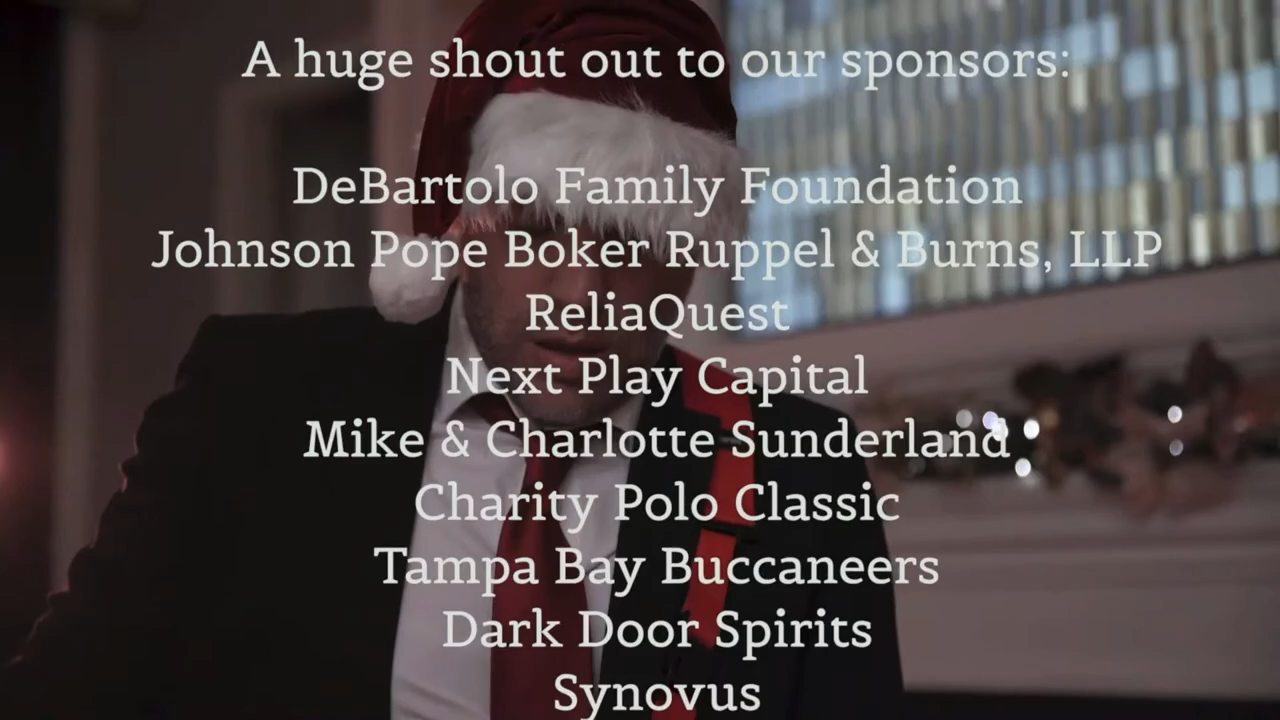 A huge shout out to our sponsors:
DeBartolo Family Foundation
Johnson Pope Boker Ruppel & Burns, LLP
ReliaQuest
Next Play Capital
Mike & Charlotte Sunderland
Charity Polo Classic
Tampa Bay Buccaneers
Dark Door Spirits
Synovus